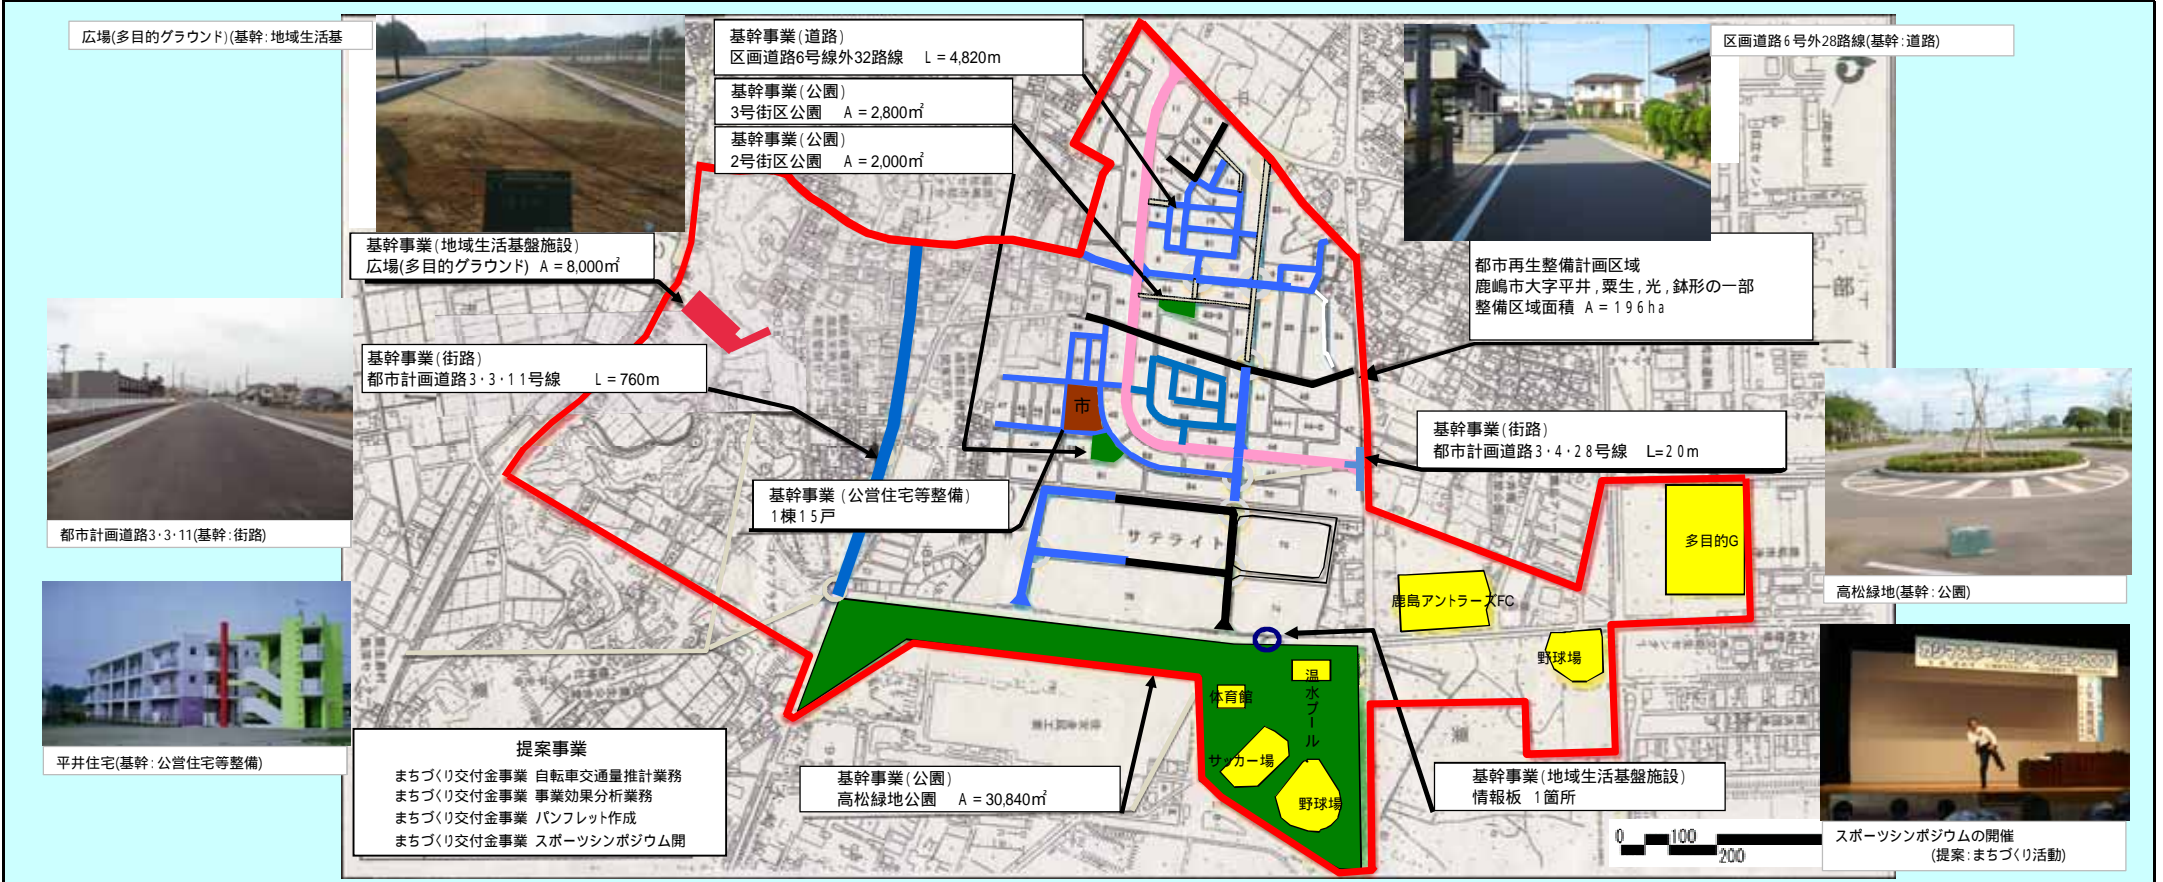 広場(多目的グラウンド)(基幹:地域生活基
基幹事業(道路)
区画道路6号線外32路線　L=4,820m
基幹事業(公園)
3号街区公園　A=2,800㎡
基幹事業(公園)
2号街区公園　A=2,000㎡
区画道路6号外28路線(基幹:道路)
基幹事業(地域生活基盤施設)
広場(多目的グラウンド) A=8,000㎡
都市再生整備計画区域
鹿嶋市大字平井,粟生,光,鉢形の一部
整備区域面積 A=196ha
基幹事業(街路)
都市計画道路3・3・11号線　L=760m
市
基幹事業(街路)
都市計画道路3・4・28号線　L=20m
基幹事業(公営住宅等整備)
1棟15戸
サテライト
都市計画道路3・3・11(基幹:街路)
多目的G
鹿島アントラーズFC
高松緑地(基幹:公園)
野球場
温水プール
体育館
サッカー場
野球場
平井住宅(基幹:公営住宅等整備)
提案事業
まちづくり交付金事業 自転車交通量推計業務
まちづくり交付金事業 事業効果分析業務
まちづくり交付金事業 パンフレット作成
まちづくり交付金事業 スポーツシンポジウム開
基幹事業(公園)
高松緑地公園　A=30,840㎡
基幹事業(地域生活基盤施設)
情報板 1箇所
0 100
200
スポーツシンポジウムの開催
(提案:まちづくり活動)